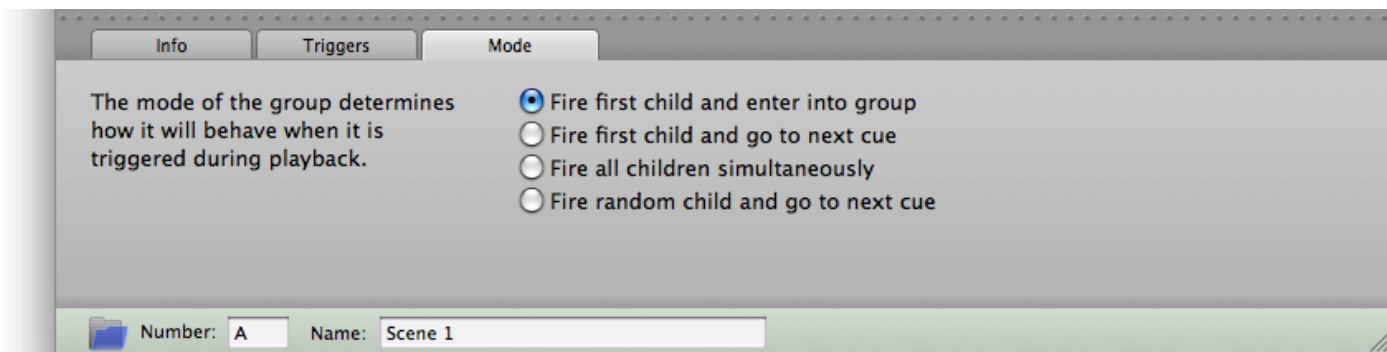 Info Triggers Mode
The mode of the group determines
how it will behave when it is
triggered during playback.
Fire first child and enter into group
Fire first child and go to next cue
Fire all children simultaneously
Fire random child and go to next cue
Number: A Name: Scene 1